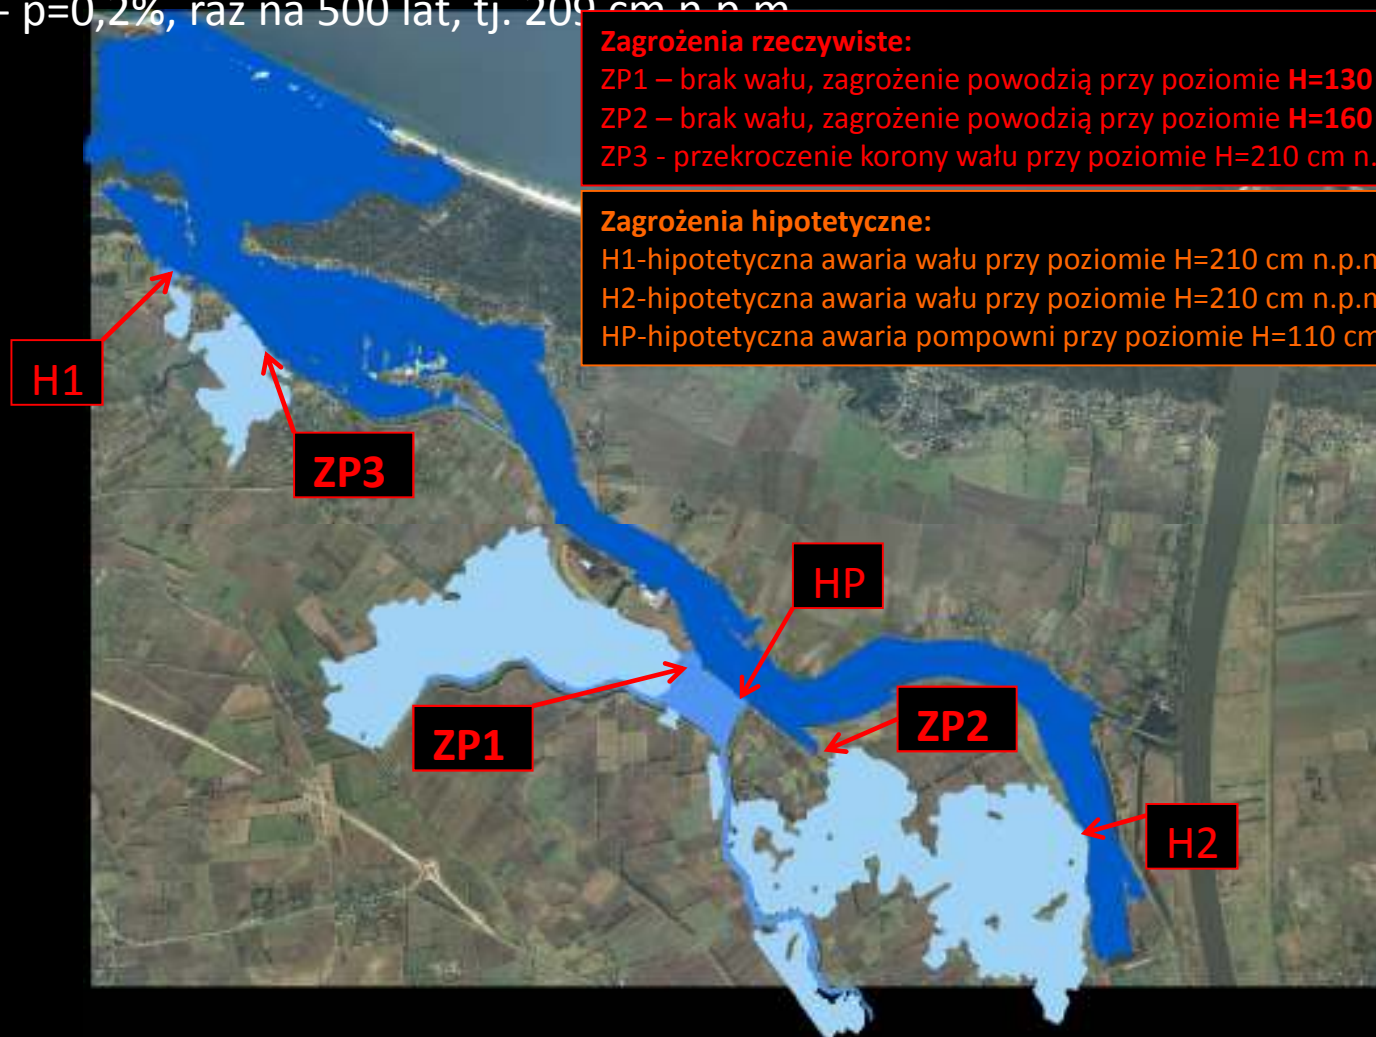 - p=0,2%, raz na 500 lat, tj. 209 cm n.p.m
Zagrożenia rzeczywiste:
ZP1 – brak wału, zagrożenie powodzią przy poziomie H=130
ZP2 – brak wału, zagrożenie powodzią przy poziomie H=160
ZP3 - przekroczenie korony wału przy poziomie H=210 cm n.
Zagrożenia hipotetyczne:
H1-hipotetyczna awaria wału przy poziomie H=210 cm n.p.m
H2-hipotetyczna awaria wału przy poziomie H=210 cm n.p.m
HP-hipotetyczna awaria pompowni przy poziomie H=110 cm
H1
ZP3
HP
ZP1
ZP2
H2